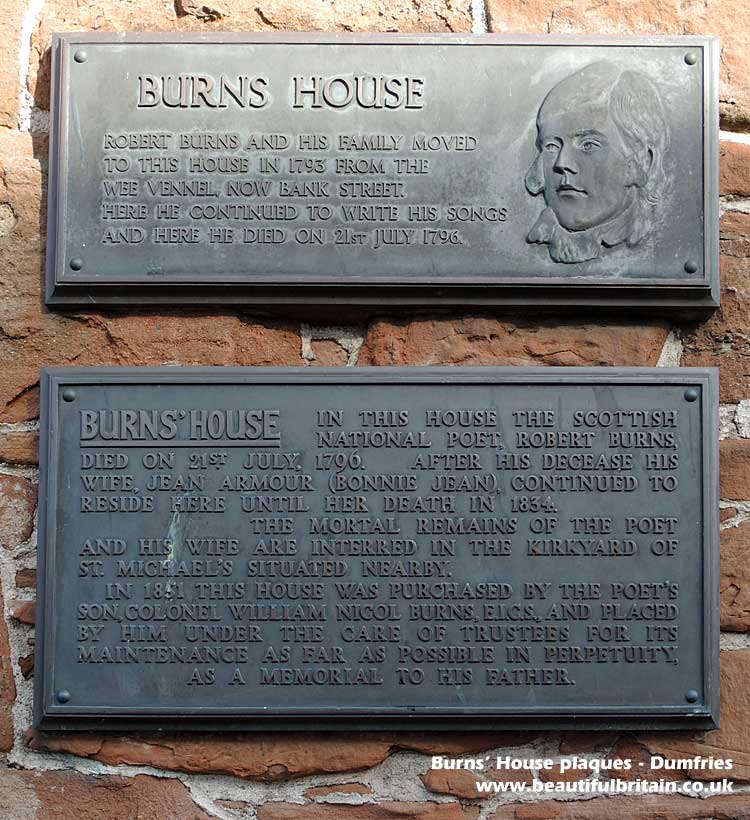 BURNS HOUSE
ROBERT BURNS AND HIS FAMILY MOVED
TO THIS HOUSE IN 1793 FROM THE
WEE VENNEL, NOW BANK STREET.
HERE HE CONTINUED TO WRITE HIS SONGS
AND HERE HE DIED ON 21ST JULY 1796.
BURNS' HOUSE IN THIS HOUSE THE SCOTTISH
NATIONAL POET, ROBERT BURNS,
DIED ON 21ST JULY, 1796. AFTER HIS DECEASE HIS
WIFE, JEAN ARMOUR (BONNIE JEAN), CONTINUED TO
RESIDE HERE UNTIL HER DEATH IN 1834.
THE MORTAL REMAINS OF THE POET
AND HIS WIFE ARE INTERRED IN THE KIRKYARD OF
ST. MICHAEL'S SITUATED NEARBY.
IN 1851 THIS HOUSE WAS PURCHASED BY THE POET'S
SON, COLONEL WILLIAM NICOL BURNS, E.I.C.S., AND PLACED
BY HIM UNDER THE CARE, OF TRUSTEES FOR ITS
MAINTENANCE AS FAR AS POSSIBLE IN PERPETUITY,
AS A MEMORIAL TO HIS FATHER.
Burns' House plaques - Dumfries
www.beautifulbritain.co.uk